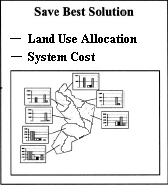 Save Best Solution
— Land Use Allocation
— System Cost